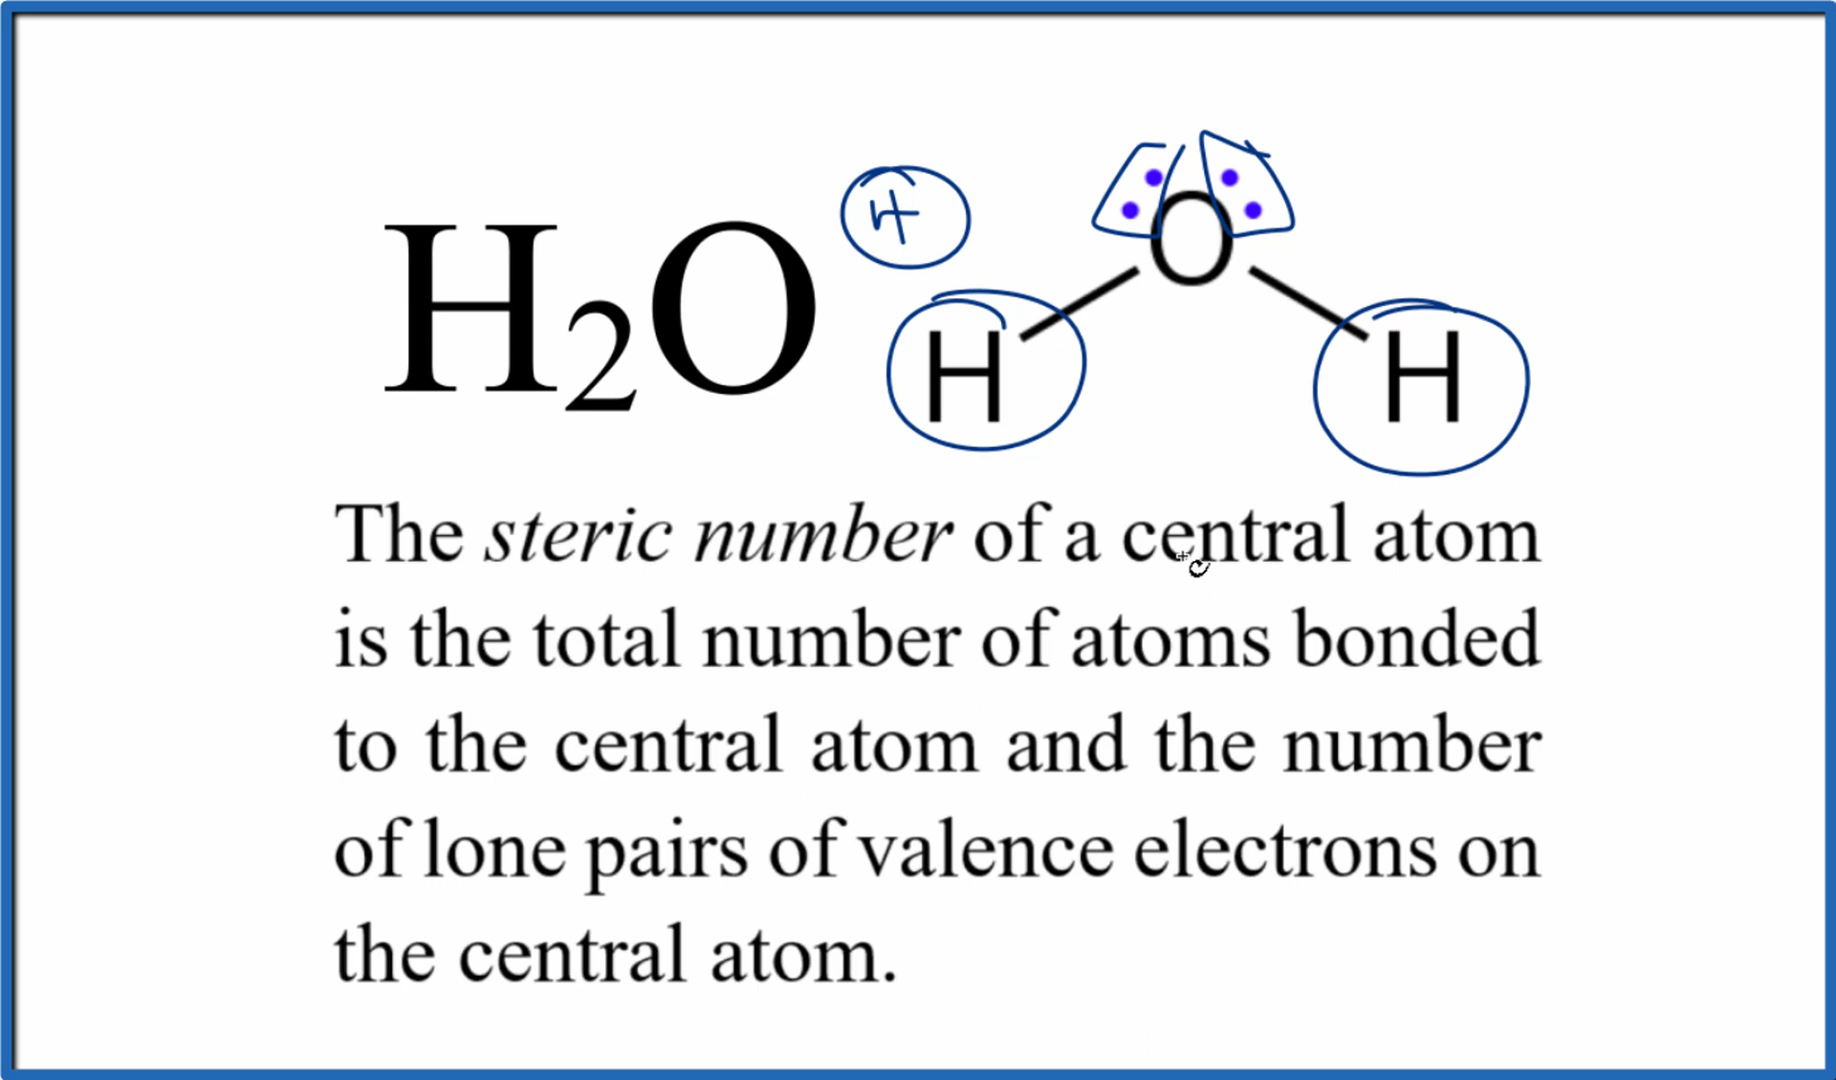 H₂O
4
O
H H
The steric number of a central atom
is the total number of atoms bonded
to the central atom and the number
of lone pairs of valence electrons on
the central atom.